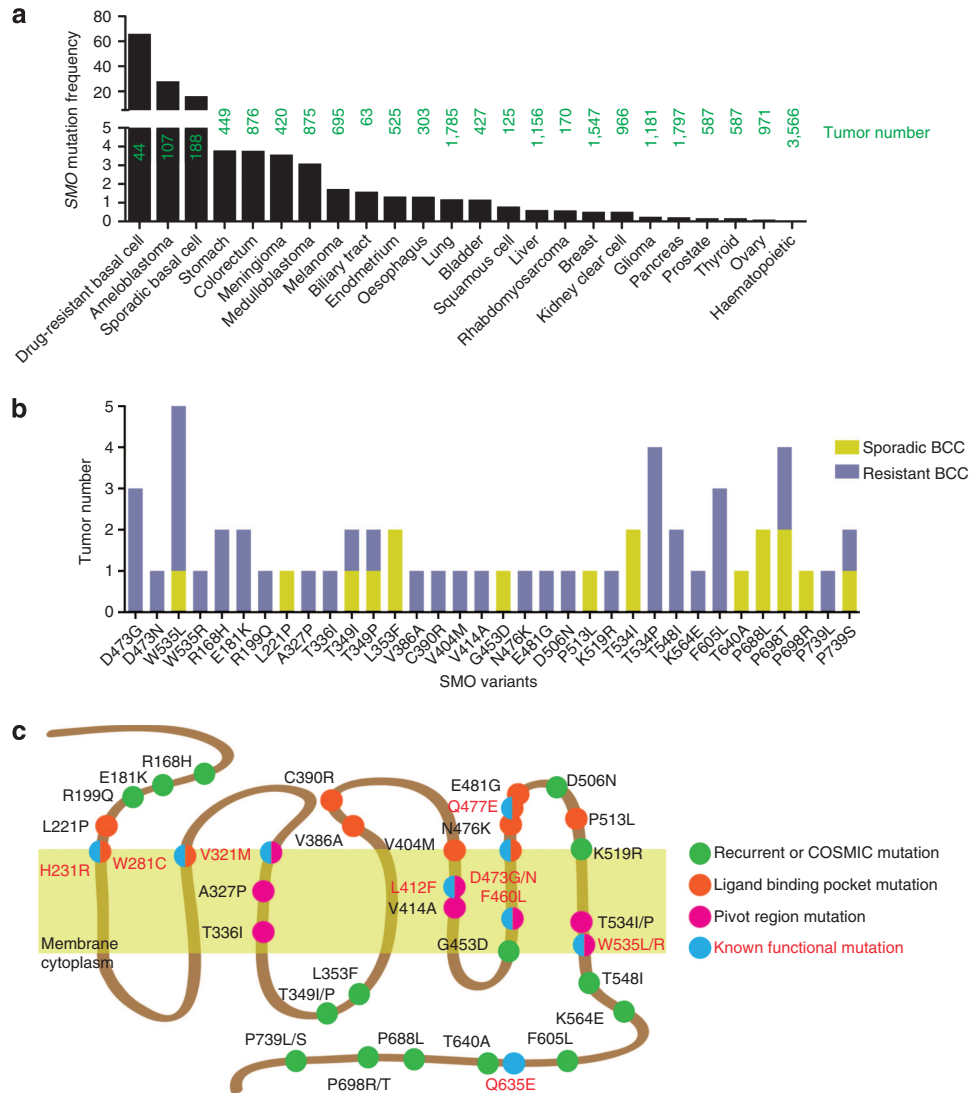 a
SMO mutation frequency
80
60
40
20
5
4
3
2
1
0
44
107
188
449
876
420
875
695
63
525
303
1,785
427
125
1,156
170
1,547
966
1,181
1,797
587
587
971
3,566
Tumor number
Drug-resistant basal cell
Ameloblastoma
Sporadic basal cell
Stomach
Colorectum
Meningioma
Medulloblastoma
Melanoma
Biliary tract
Enodmetrium
Oesophagus
Lung
Bladder
Squamous cell
Liver
Rhabdomyosarcoma
Breast
Kidney clear cell
Glioma
Pancreas
Prostate
Thyroid
Ovary
Haematopoietic
b
Tumor number
5
4
3
2
1
0
Sporadic BCC
Resistant BCC
D473G
D473N
W535L
W535R
R168H
E181K
R199Q
L221P
A327P
T336I
T349I
T349P
L353F
V386A
C390R
V404M
V414A
G453D
N476K
E481G
D506N
P513L
K519R
T534I
T534P
T548I
K564E
F605L
T640A
P688L
P698T
P698R
P739L
P739S
SMO variants
c
R168H
E181K
R199Q
L221P
H231R
W281C
V321M
A327P
T336I
C390R
V386A
V404M
L412F
V414A
G453D
E481G
Q477E
N476K
D473G/N
F460L
D506N
P513L
K519R
T534I/P
W535L/R
T548I
K564E
Membrane
cytoplasm
L353F
T349I/P
P739L/S
P698R/T
P688L
T640A
Q635E
F605L
Recurrent or COSMIC mutation
Ligand binding pocket mutation
Pivot region mutation
Known functional mutation